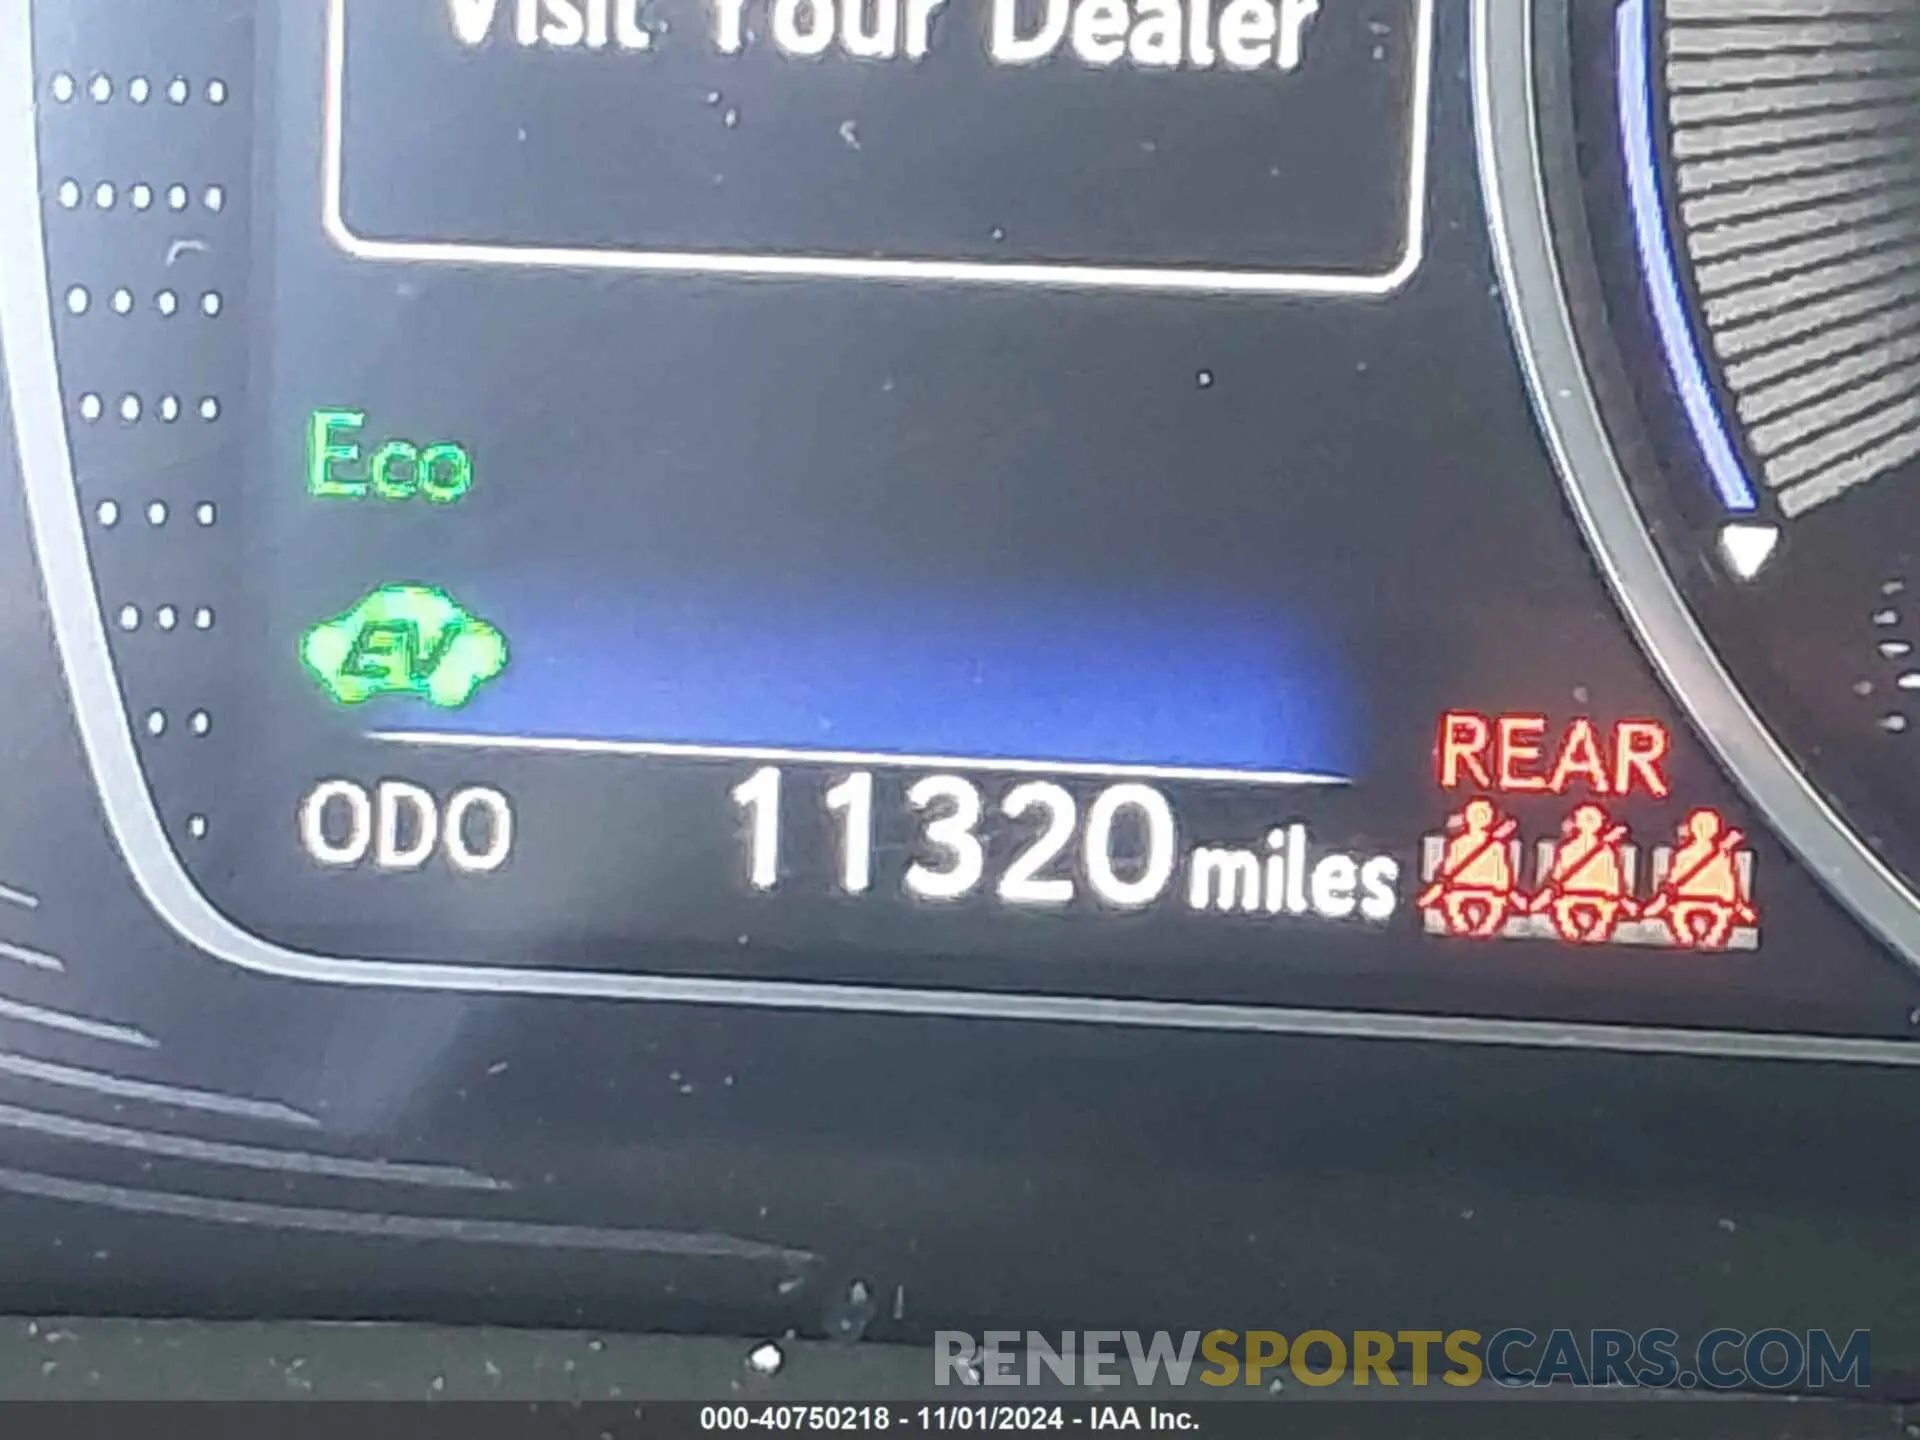 Visit Your Dealer
Eco
EV
ODO 11320 miles
REAR
RENEWSPORTSCARS.COM
000-40750218 - 11/01/2024 - IAA Inc.